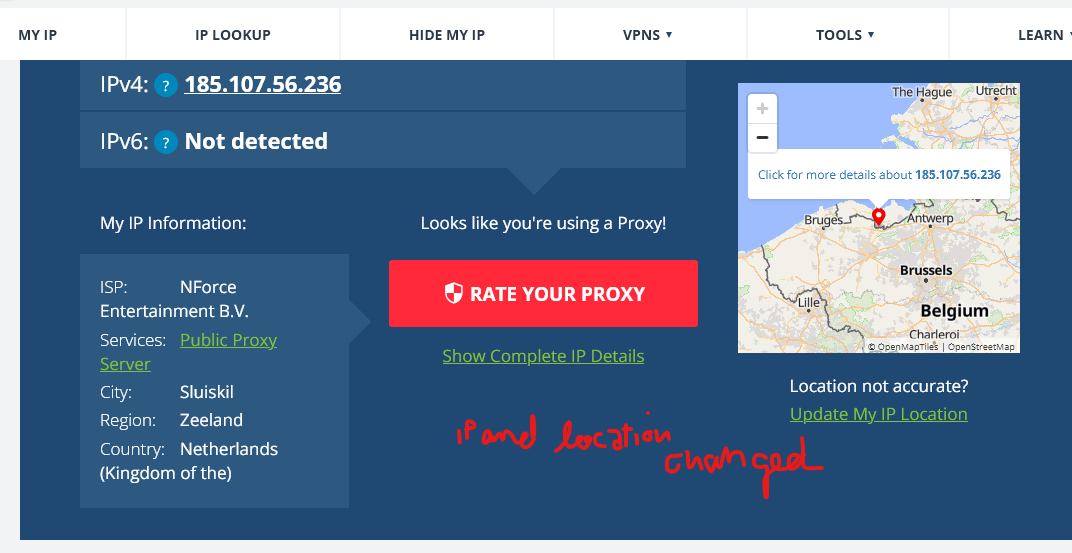 MY IP
IP LOOKUP
HIDE MY IP
VPNS ▾
TOOLS ▾
LEARN
IPv4: ? 185.107.56.236
IPv6: ? Not detected
My IP Information:
ISP: NForce
Entertainment B.V.
Services: Public Proxy
Server
City: Sluiskil
Region: Zeeland
Country: Netherlands
(Kingdom of the)
Looks like you're using a Proxy!
RATE YOUR PROXY
Show Complete IP Details
The Hague
Utrecht
+
−
Click for more details about 185.107.56.236
Bruges
Antwerp
Brussels
Lille
Belgium
Charleroi
© OpenMapTiles | OpenStreetMap
Location not accurate?
Update My IP Location
IP and location
changed